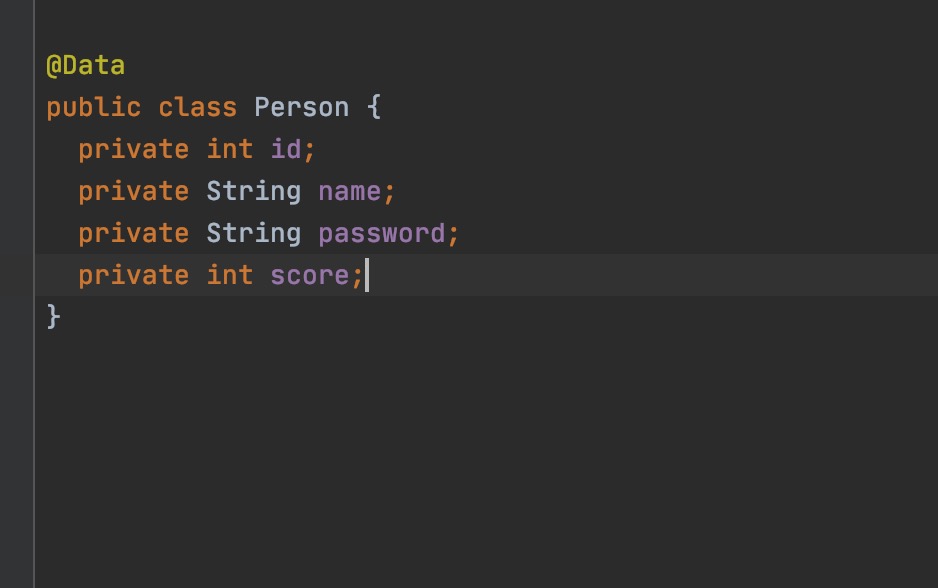 @Data
public class Person {
  private int id;
  private String name;
  private String password;
  private int score;
}